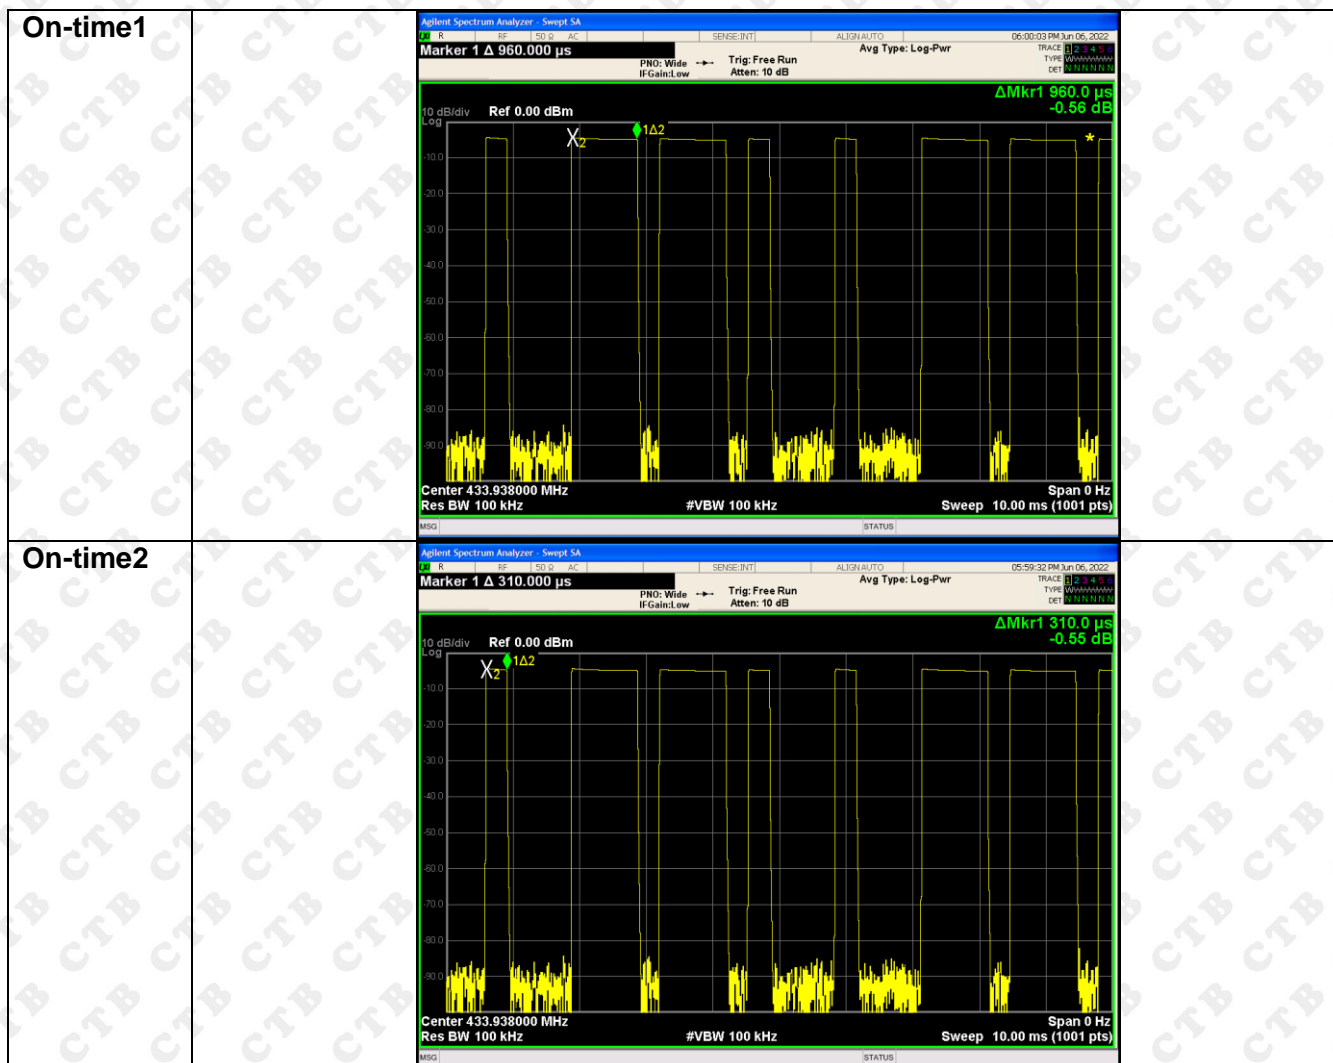 On-time1
Agilent Spectrum Analyzer - Swept SA
LXI R RF 50 Ω AC SENSE:INT ALIGN AUTO 06:00:03 PM Jun 06, 2022
Marker 1 Δ 960.000 µs
PNO: Wide
IFGain:Low
Trig: Free Run
Atten: 10 dB
Avg Type: Log-Pwr
TRACE 1 2 3 4 5 6
TYPE W
DET N N N N N N
ΔMkr1 960.0 µs
-0.56 dB
10 dB/div Ref 0.00 dBm
Log
X2
1Δ2
*
-10.0
-20.0
-30.0
-40.0
-50.0
-60.0
-70.0
-80.0
-90.0
Center 433.938000 MHz Span 0 Hz
Res BW 100 kHz #VBW 100 kHz Sweep 10.00 ms (1001 pts)
MSG STATUS
On-time2
Agilent Spectrum Analyzer - Swept SA
LXI R RF 50 Ω AC SENSE:INT ALIGN AUTO 05:59:32 PM Jun 06, 2022
Marker 1 Δ 310.000 µs
PNO: Wide
IFGain:Low
Trig: Free Run
Atten: 10 dB
Avg Type: Log-Pwr
TRACE 1 2 3 4 5 6
TYPE W
DET N N N N N N
ΔMkr1 310.0 µs
-0.55 dB
10 dB/div Ref 0.00 dBm
Log
X2
1Δ2
-10.0
-20.0
-30.0
-40.0
-50.0
-60.0
-70.0
-80.0
-90.0
Center 433.938000 MHz Span 0 Hz
Res BW 100 kHz #VBW 100 kHz Sweep 10.00 ms (1001 pts)
MSG STATUS
CTB